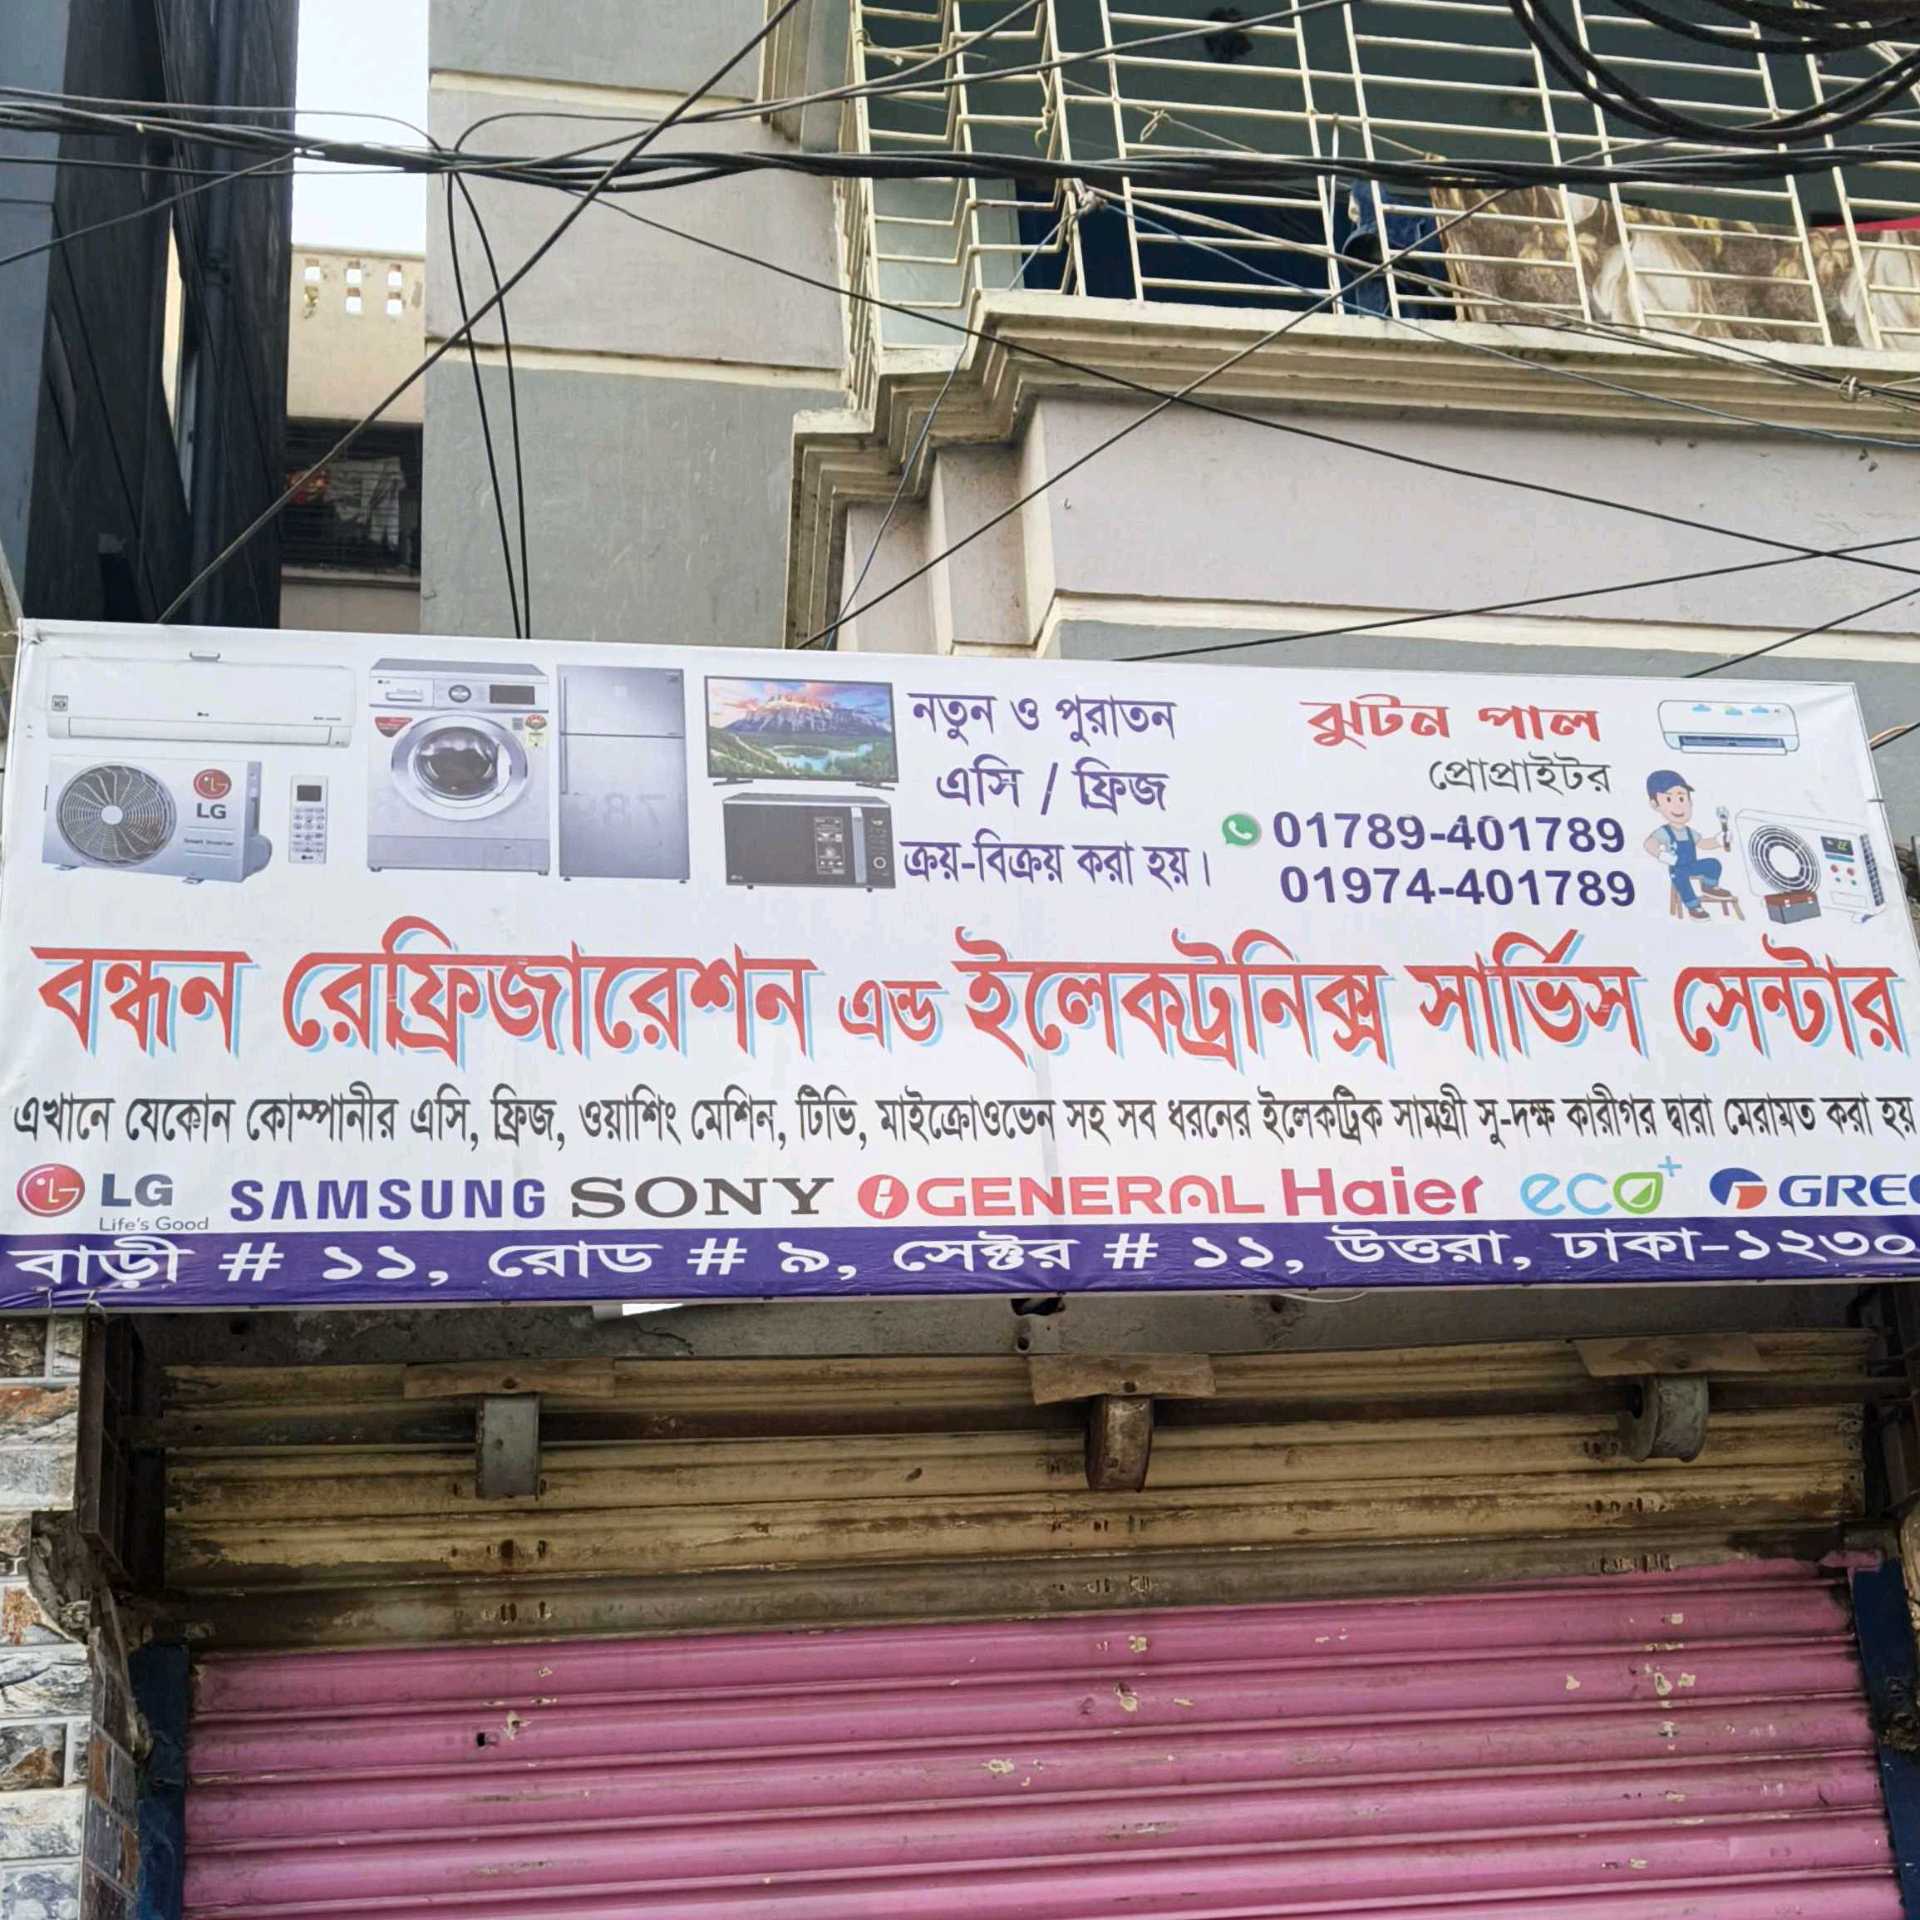 নতুন ও পুরাতন
এসি / ফ্রিজ
ক্রয়-বিক্রয় করা হয়।
ঝুটন পাল
প্রোপ্রাইটর
01789-401789
01974-401789
LG
বন্ধন রেফ্রিজারেশন এন্ড ইলেকট্রনিক্স সার্ভিস সেন্টার
এখানে যেকোন কোম্পানীর এসি, ফ্রিজ, ওয়াশিং মেশিন, টিভি, মাইক্রোওভেন সহ সব ধরনের ইলেকট্রিক সামগ্রী সু-দক্ষ কারীগর দ্বারা মেরামত করা হয়
LG Life's Good SAMSUNG SONY GENERAL Haier eco+ GREE
বাড়ী # ১১, রোড # ৯, সেক্টর # ১১, উত্তরা, ঢাকা-১২৩০